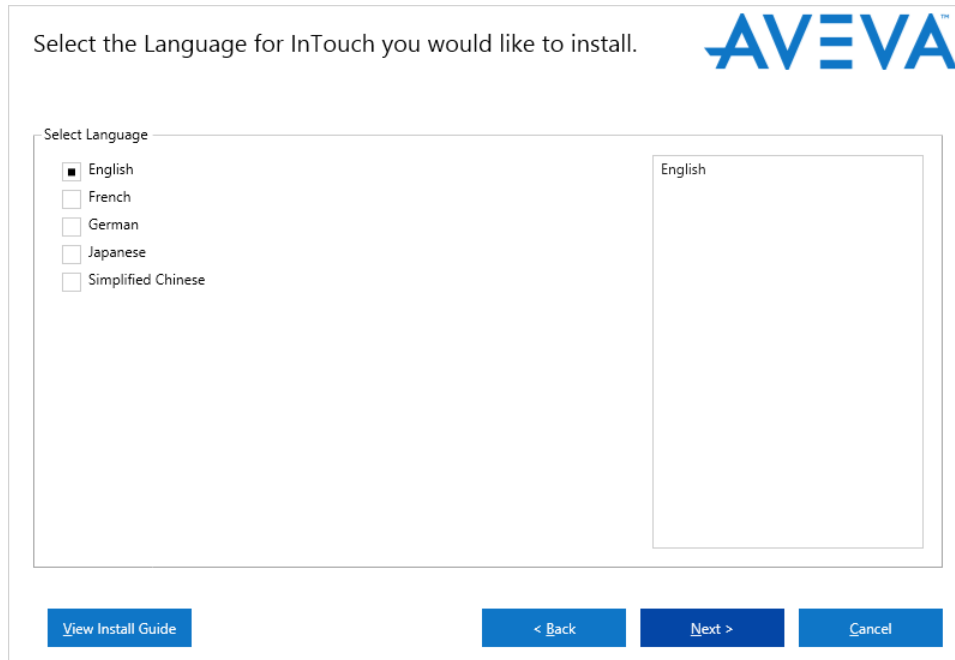 Select the Language for InTouch you would like to install.
AVEVA™
Select Language
English
French
German
Japanese
Simplified Chinese
English
View Install Guide
< Back
Next >
Cancel